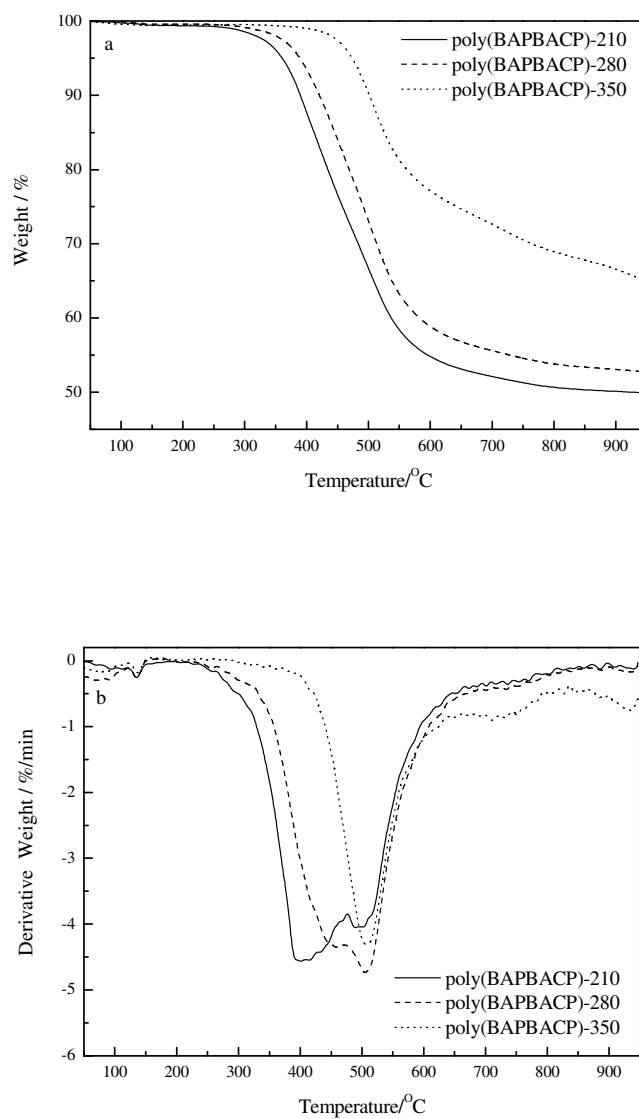 100
90
80
70
60
50
Weight / %
a
poly(BAPBACP)-210
poly(BAPBACP)-280
poly(BAPBACP)-350
100 200 300 400 500 600 700 800 900
Temperature/ᴼC
0
-1
-2
-3
-4
-5
-6
Derivative Weight / %/min
b
poly(BAPBACP)-210
poly(BAPBACP)-280
poly(BAPBACP)-350
100 200 300 400 500 600 700 800 900
Temperature/ᴼC